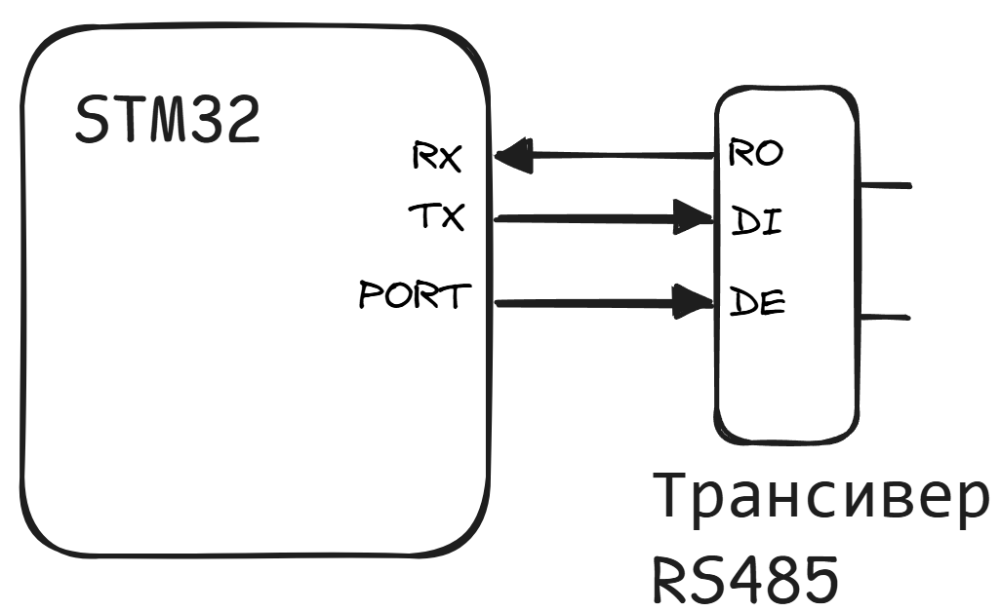 STM32
RX
RO
TX
DI
PORT
DE
Трансивер
RS485